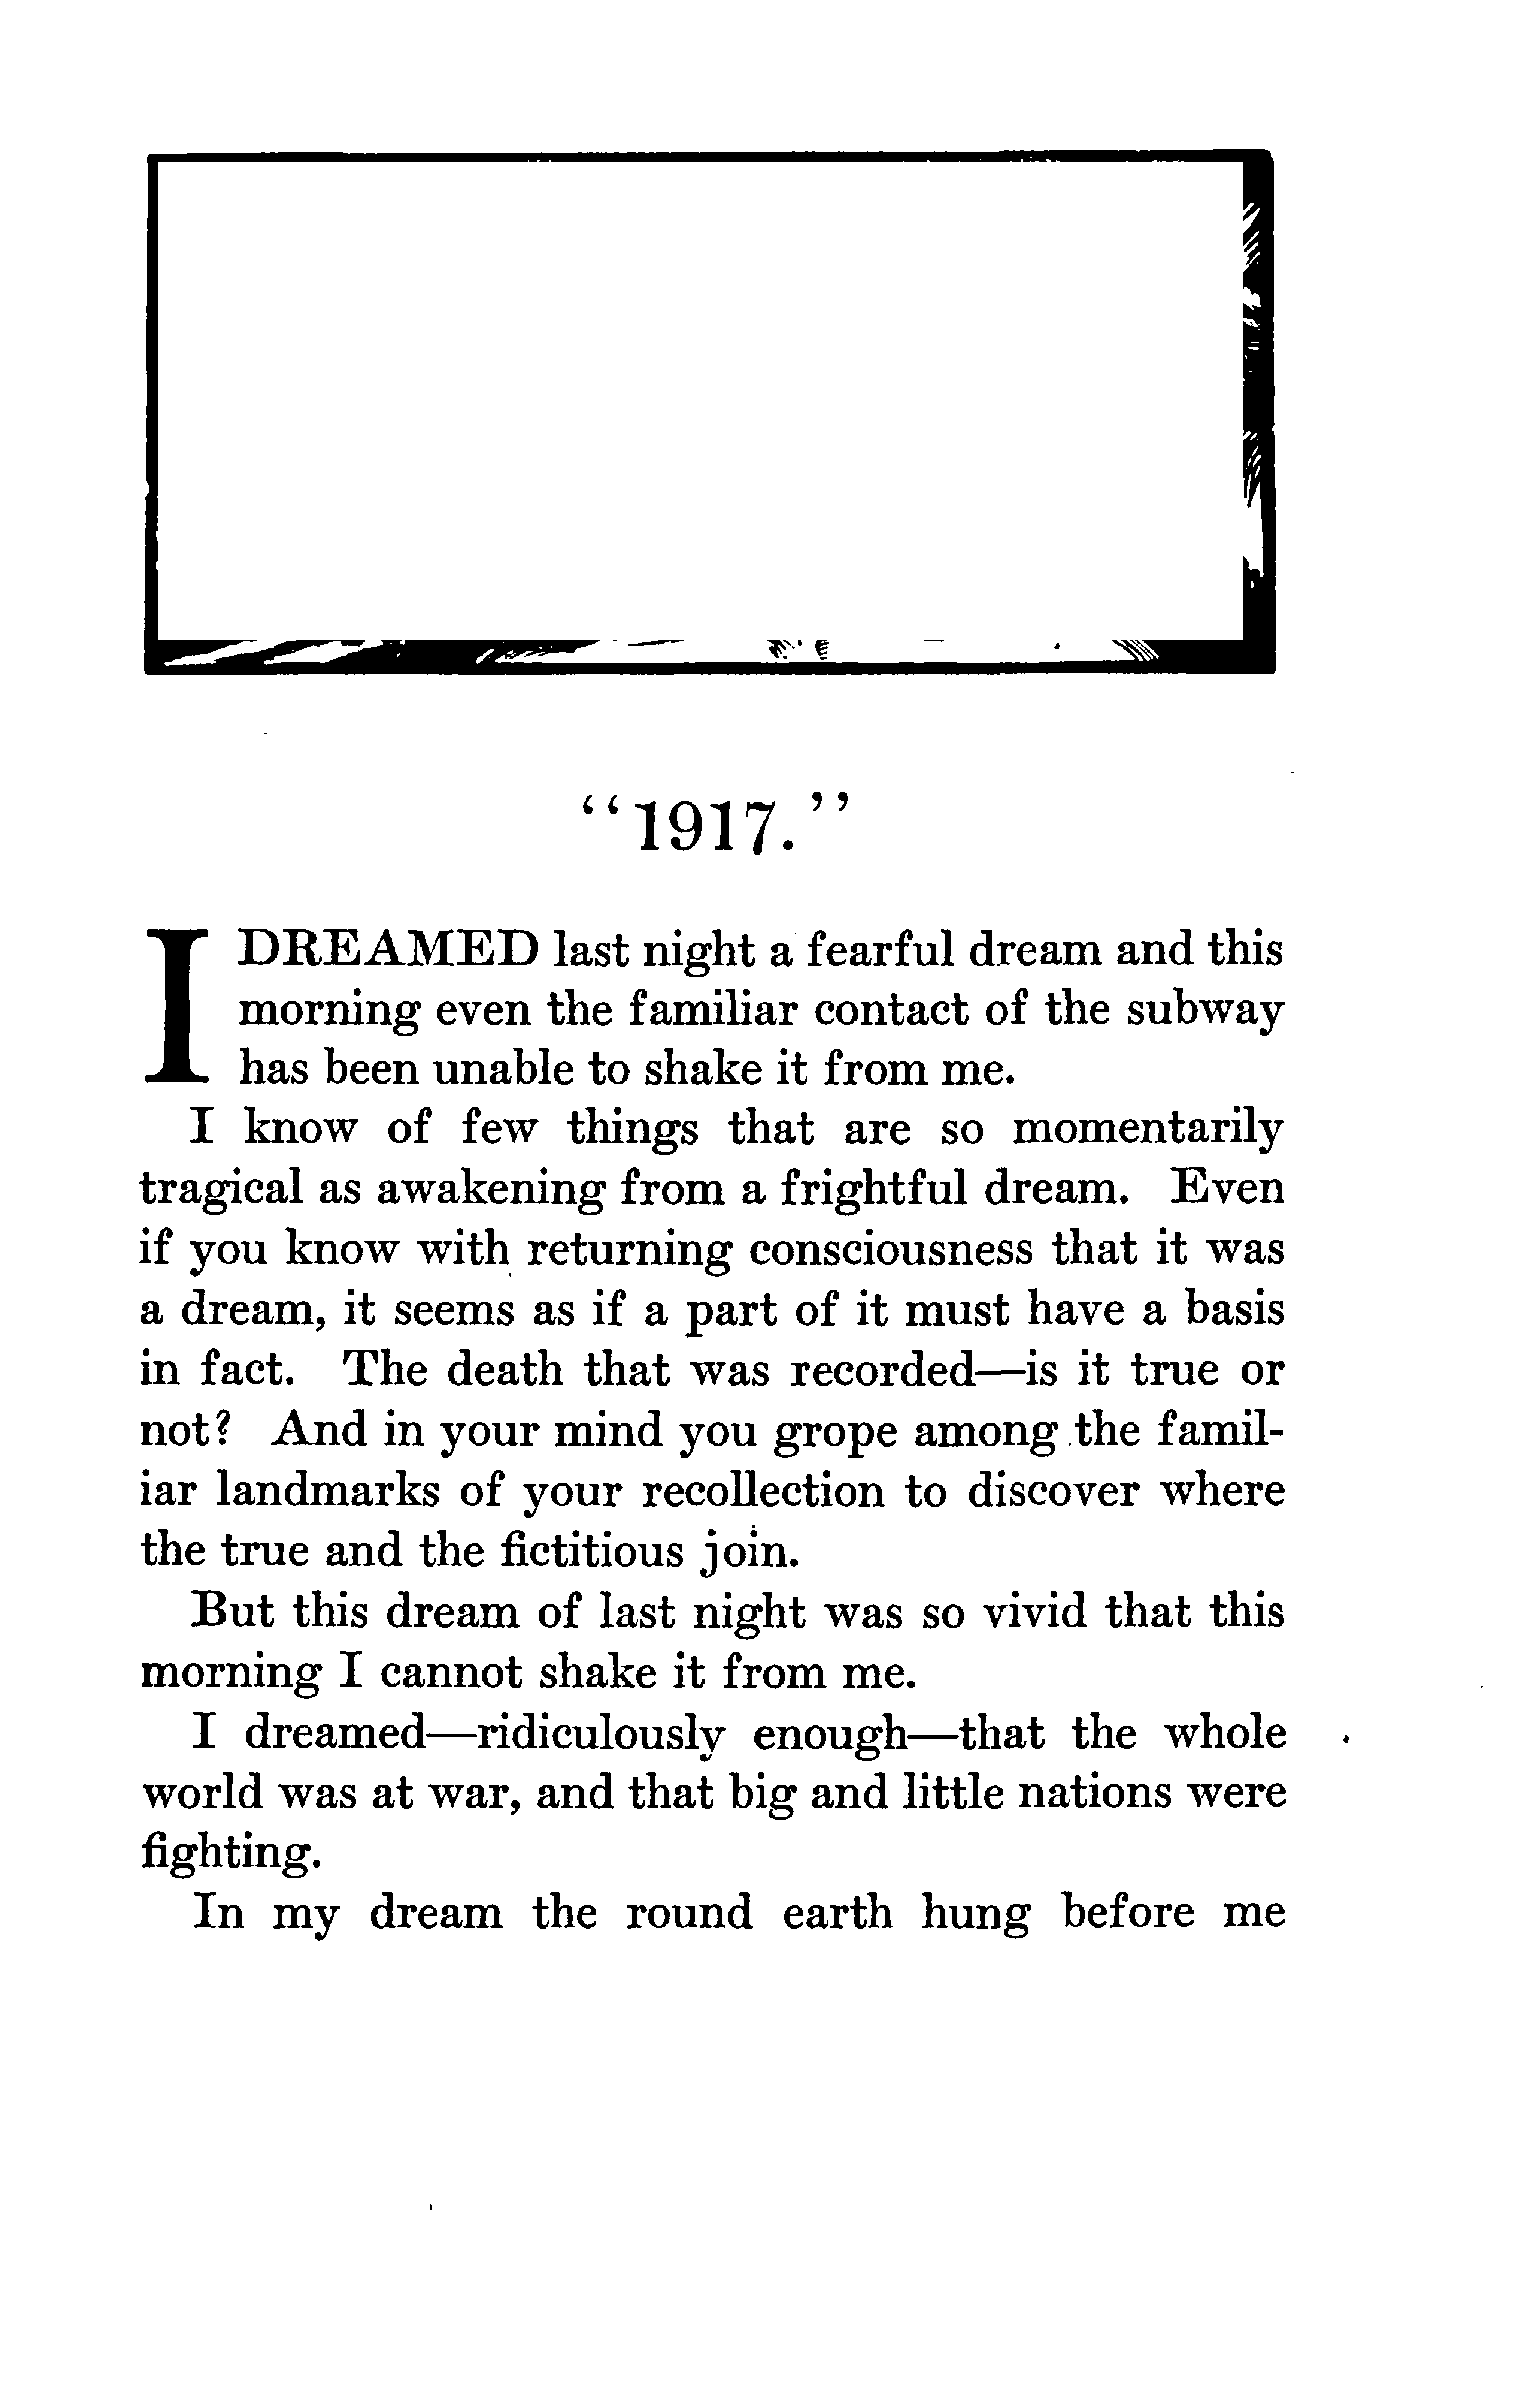 "1917."
I DREAMED last night a fearful dream and this
morning even the familiar contact of the subway
has been unable to shake it from me.
I know of few things that are so momentarily
tragical as awakening from a frightful dream. Even
if you know with returning consciousness that it was
a dream, it seems as if a part of it must have a basis
in fact. The death that was recorded—is it true or
not? And in your mind you grope among the famil-
iar landmarks of your recollection to discover where
the true and the fictitious join.
But this dream of last night was so vivid that this
morning I cannot shake it from me.
I dreamed—ridiculously enough—that the whole
world was at war, and that big and little nations were
fighting.
In my dream the round earth hung before me